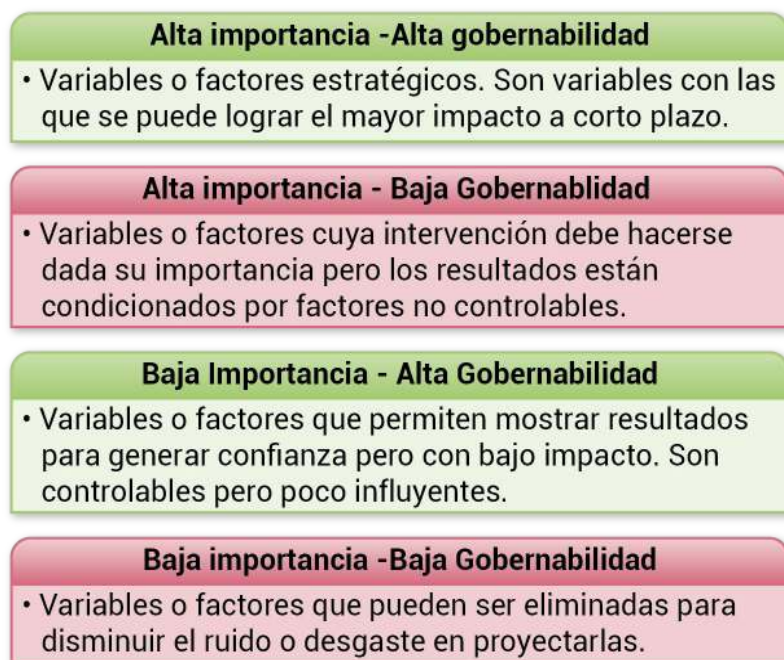 Alta importancia -Alta gobernabilidad
• Variables o factores estratégicos. Son variables con las
que se puede lograr el mayor impacto a corto plazo.
Alta importancia - Baja Gobernablidad
• Variables o factores cuya intervención debe hacerse
dada su importancia pero los resultados están
condicionados por factores no controlables.
Baja Importancia - Alta Gobernabilidad
• Variables o factores que permiten mostrar resultados
para generar confianza pero con bajo impacto. Son
controlables pero poco influyentes.
Baja importancia -Baja Gobernabilidad
• Variables o factores que pueden ser eliminadas para
disminuir el ruido o desgaste en proyectarlas.